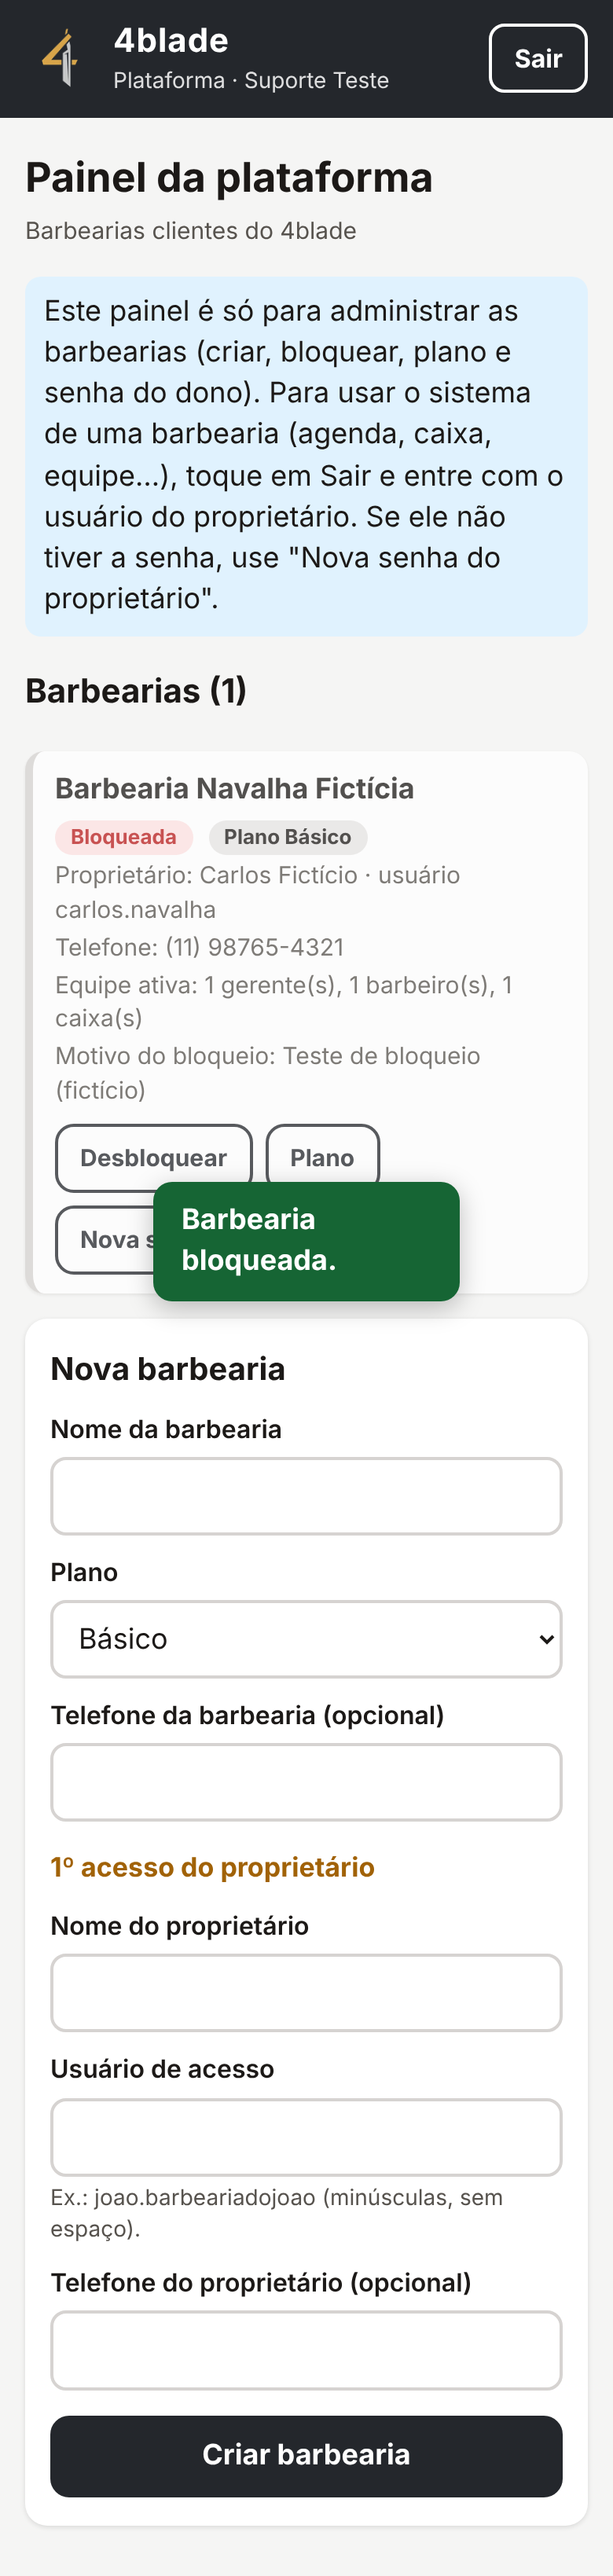 4blade
Plataforma · Suporte Teste
Sair
Painel da plataforma
Barbearias clientes do 4blade
Este painel é só para administrar as
barbearias (criar, bloquear, plano e
senha do dono). Para usar o sistema
de uma barbearia (agenda, caixa,
equipe...), toque em Sair e entre com o
usuário do proprietário. Se ele não
tiver a senha, use "Nova senha do
proprietário".
Barbearias (1)
Barbearia Navalha Fictícia
Bloqueada
Plano Básico
Proprietário: Carlos Fictício · usuário
carlos.navalha
Telefone: (11) 98765-4321
Equipe ativa: 1 gerente(s), 1 barbeiro(s), 1
caixa(s)
Motivo do bloqueio: Teste de bloqueio
(fictício)
Desbloquear
Plano
Nova
Barbearia
bloqueada.
Nova barbearia
Nome da barbearia
Plano
Básico
Telefone da barbearia (opcional)
1º acesso do proprietário
Nome do proprietário
Usuário de acesso
Ex.: joao.barbeariadojoao (minúsculas, sem
espaço).
Telefone do proprietário (opcional)
Criar barbearia